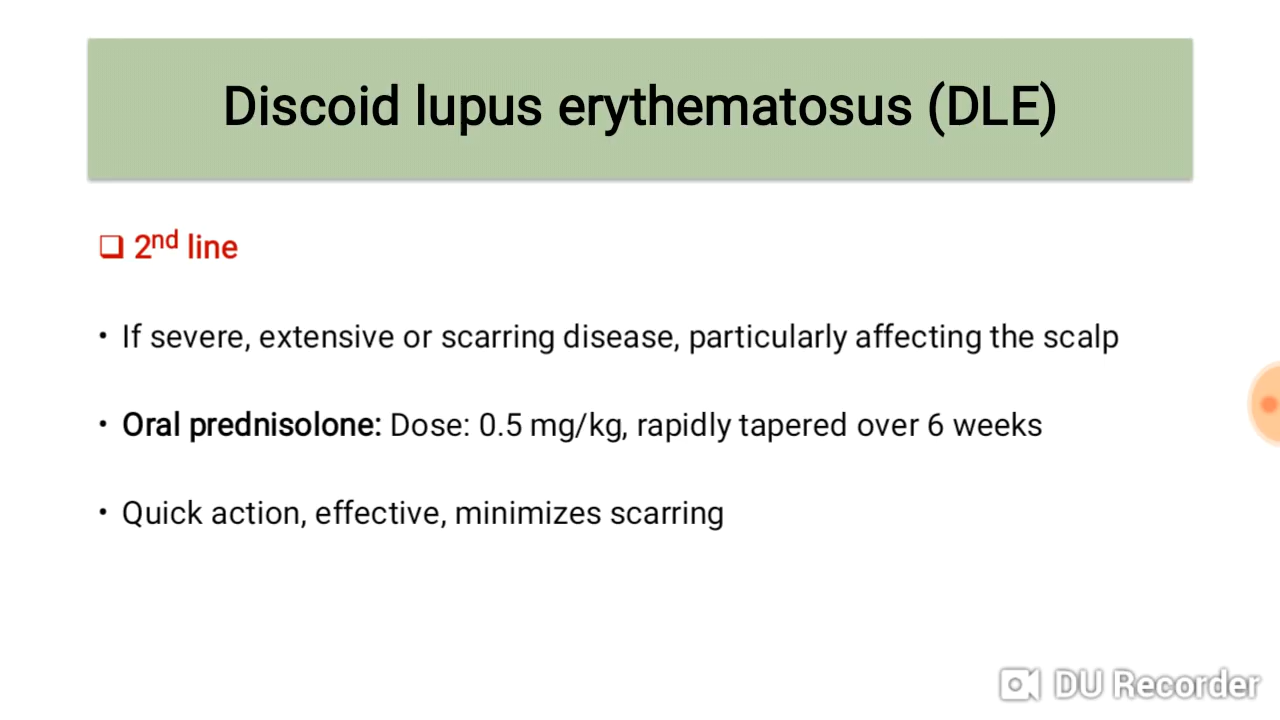 Discoid lupus erythematosus (DLE)
❑ 2nd line
• If severe, extensive or scarring disease, particularly affecting the scalp
• Oral prednisolone: Dose: 0.5 mg/kg, rapidly tapered over 6 weeks
• Quick action, effective, minimizes scarring
DU Recorder